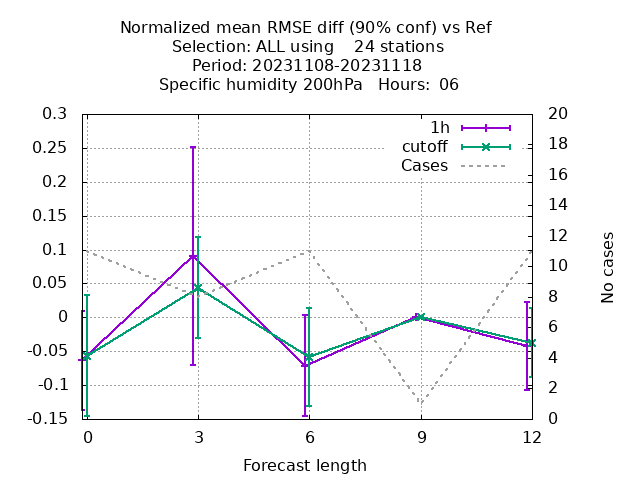 Normalized mean RMSE diff (90% conf) vs Ref
Selection: ALL using    24 stations
Period: 20231108-20231118
Specific humidity 200hPa   Hours:  06
0.3
0.25
0.2
0.15
0.1
0.05
0
-0.05
-0.1
-0.15
20
18
16
14
12
10
8
6
4
2
0
1h
cutoff
Cases
No cases
0
3
6
9
12
Forecast length